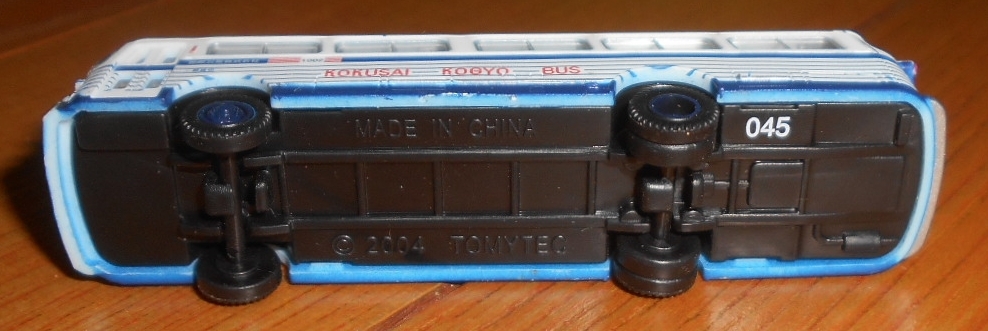 KOKUSAI KOGYO BUS
MADE IN CHINA
045
© 2004 TOMYTEC